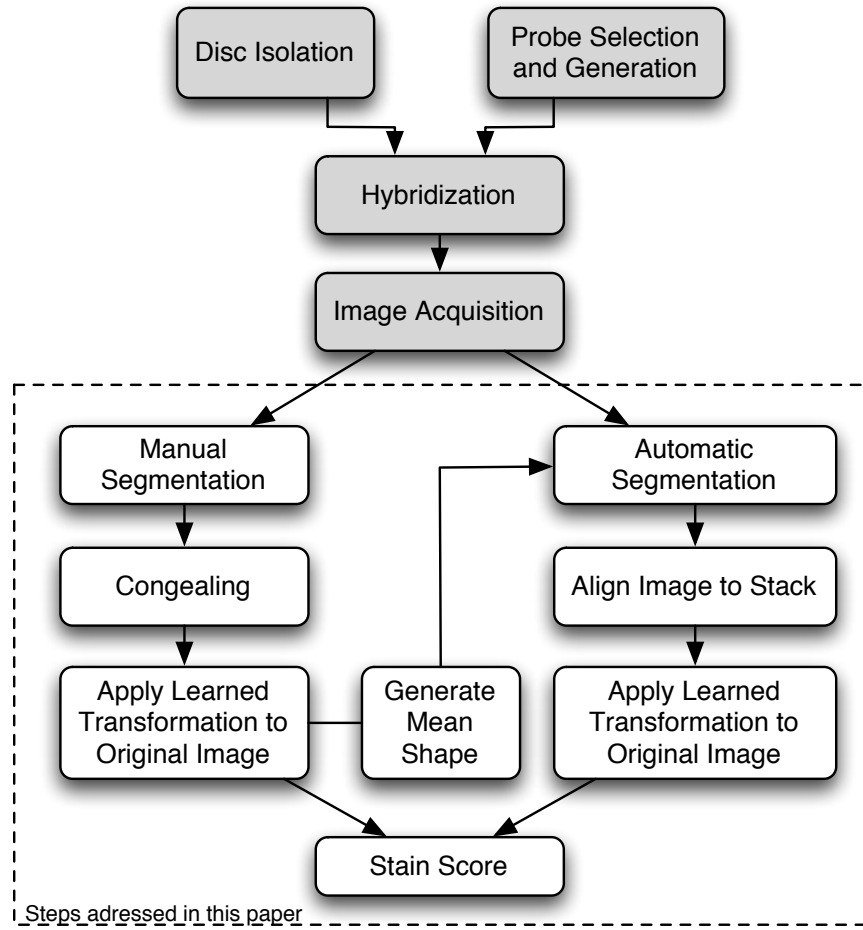 Disc Isolation
Probe Selection
and Generation
Hybridization
Image Acquisition
Manual
Segmentation
Automatic
Segmentation
Congealing
Align Image to Stack
Apply Learned
Transformation to
Original Image
Generate
Mean
Shape
Apply Learned
Transformation to
Original Image
Stain Score
Steps adressed in this paper